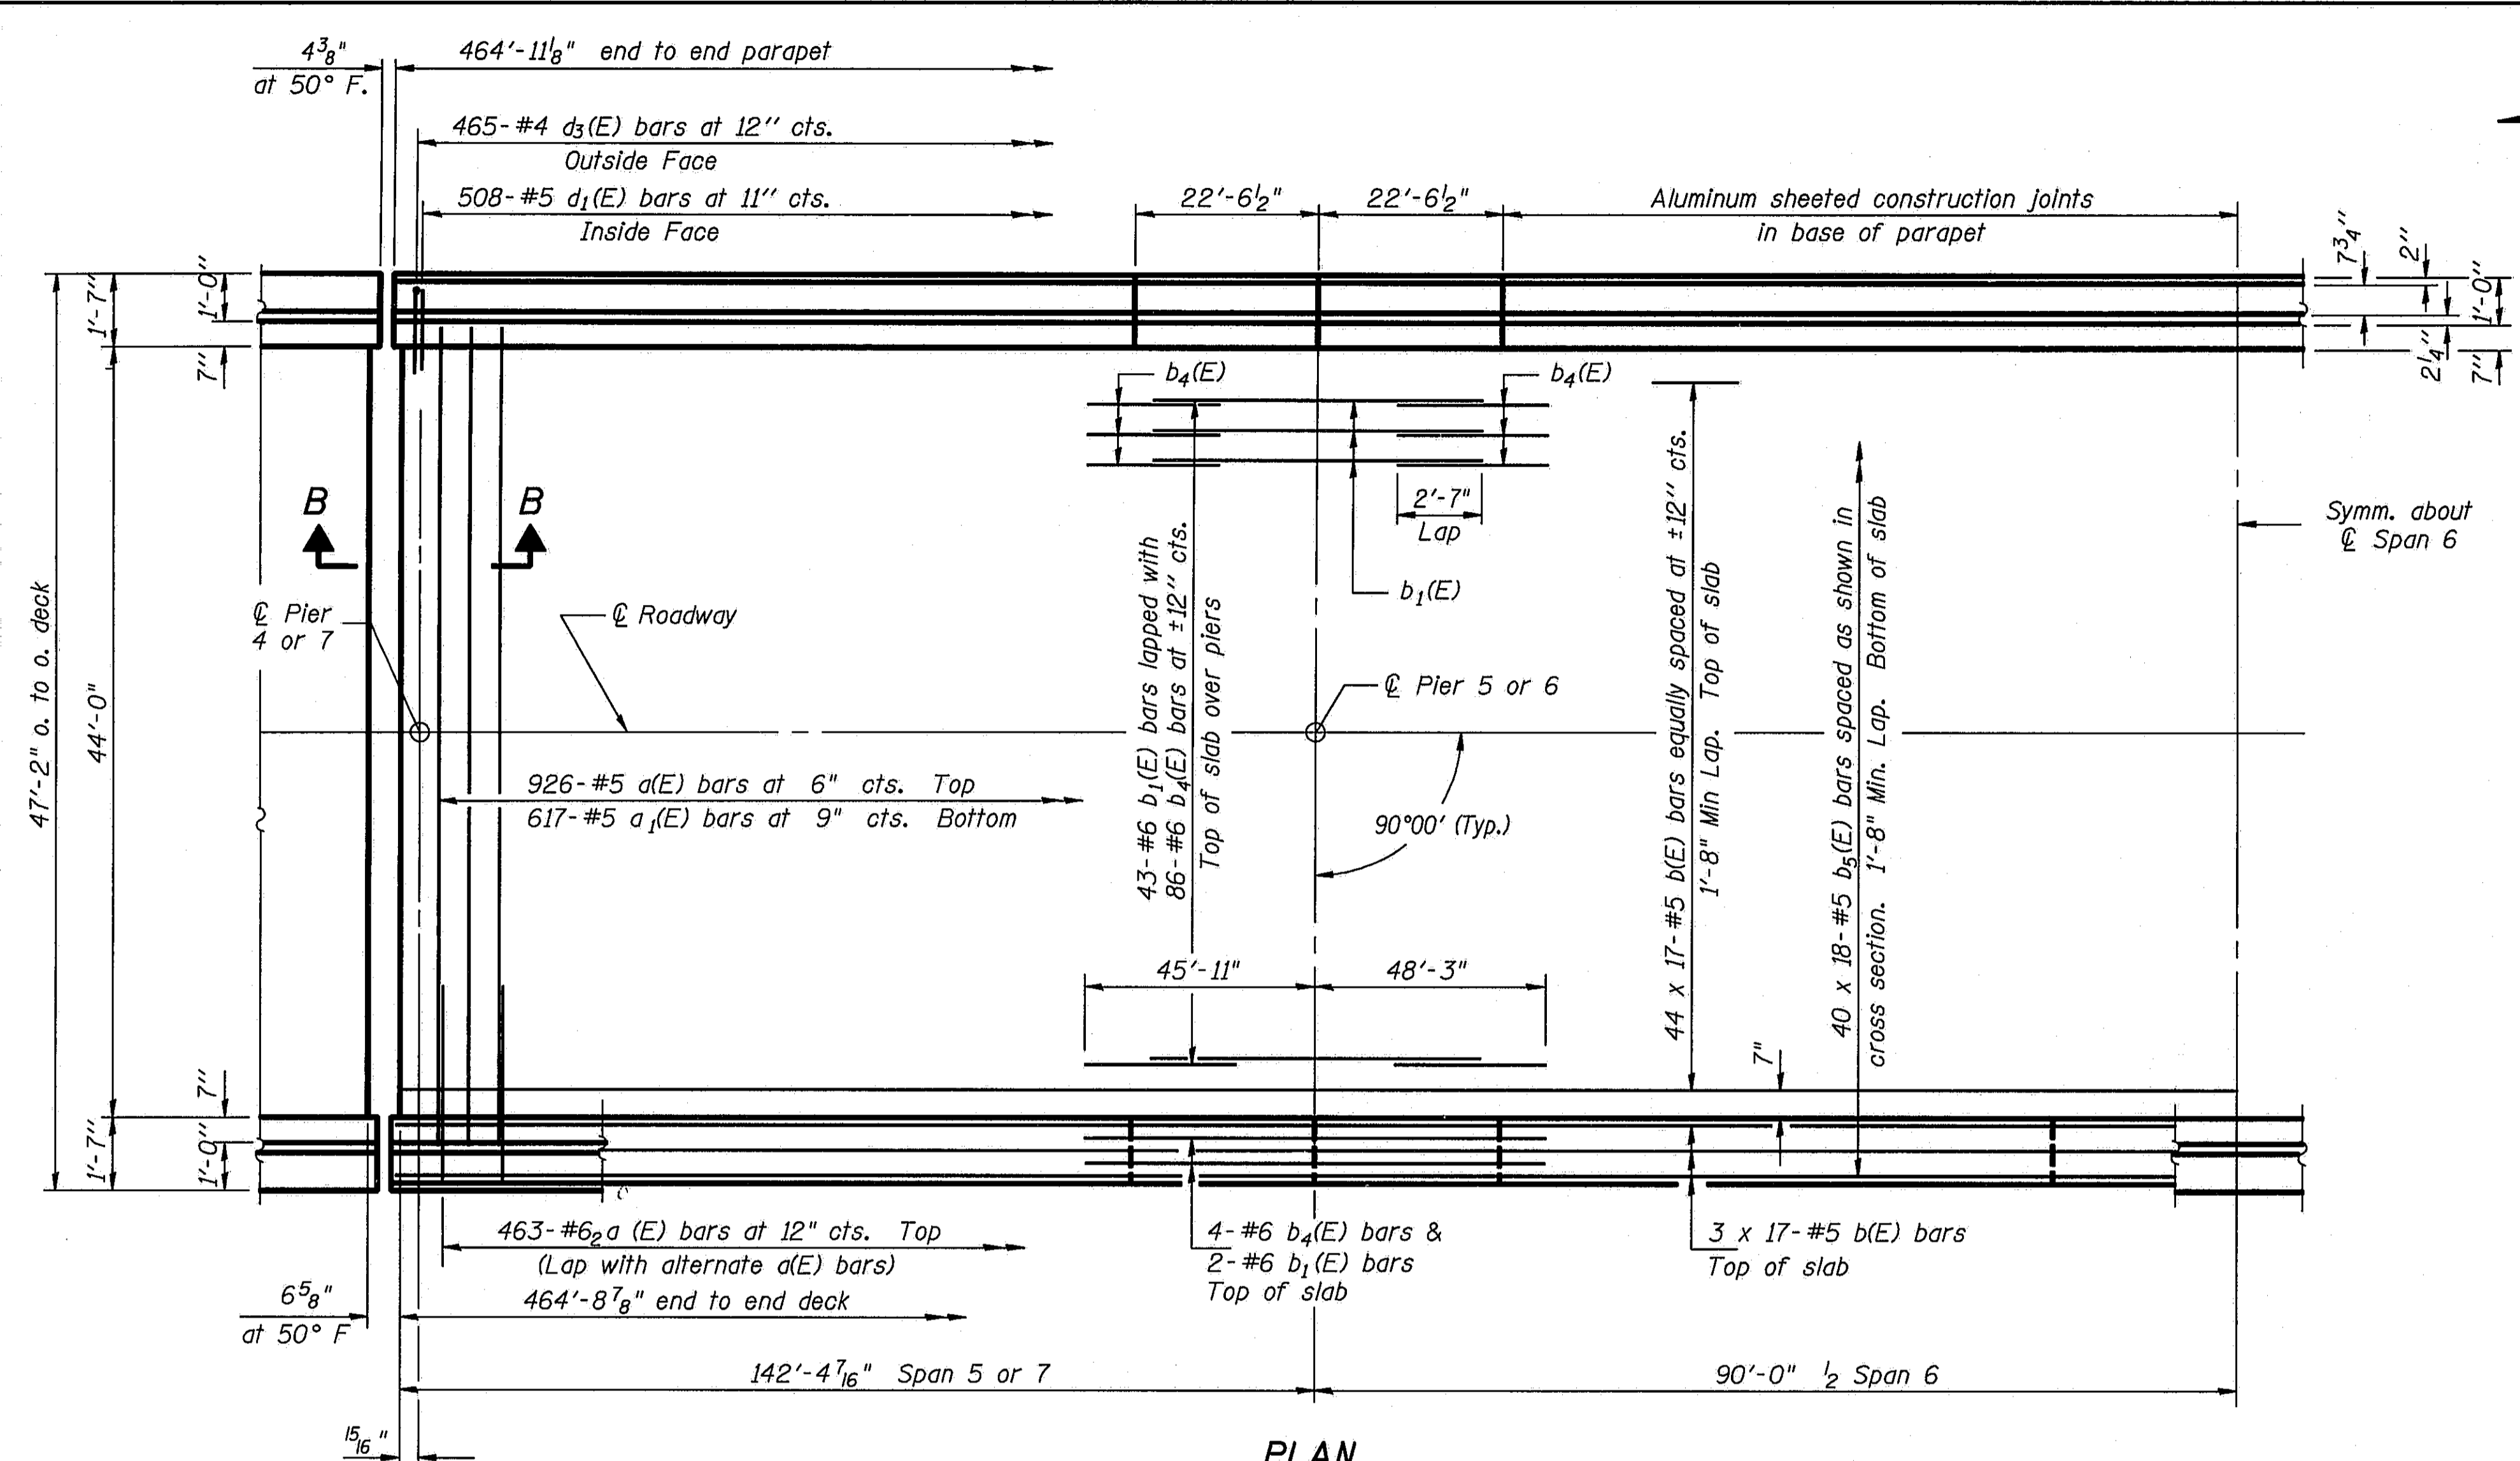 4 3/8" 464'-11 1/8" end to end parapet
at 50° F.
465-#4 d3(E) bars at 12" cts.
Outside Face
508-#5 d1(E) bars at 11" cts.
Inside Face
22'-6 1/2" 22'-6 1/2" Aluminum sheeted construction joints
in base of parapet
7 3/4" 2" 1'-0"
2 1/4" 7"
1'-7" 1'-0"
7"
b4(E) b4(E)
2'-7"
Lap
b1(E)
B B
℄ Pier
4 or 7
℄ Roadway
47'-2" o. to o. deck
44'-0"
43-#6 b1(E) bars lapped with
86-#6 b4(E) bars at ±12" cts.
Top of slab over piers
44 x 17-#5 b(E) bars equally spaced at ±12" cts.
1'-8" Min Lap. Top of slab
40 x 18-#5 b5(E) bars spaced as shown in
cross section. 1'-8" Min. Lap. Bottom of slab
Symm. about
℄ Span 6
℄ Pier 5 or 6
926-#5 a(E) bars at 6" cts. Top
617-#5 a1(E) bars at 9" cts. Bottom
90°00' (Typ.)
45'-11" 48'-3"
7"
7"
1'-7" 1'-0"
463-#6 2a (E) bars at 12" cts. Top
(Lap with alternate a(E) bars)
464'-8 7/8" end to end deck
4-#6 b4(E) bars &
2-#6 b1(E) bars
Top of slab
3 x 17-#5 b(E) bars
Top of slab
6 5/8"
at 50° F
142'-4 7/16" Span 5 or 7
90'-0" 1/2 Span 6
15/16"
PLAN